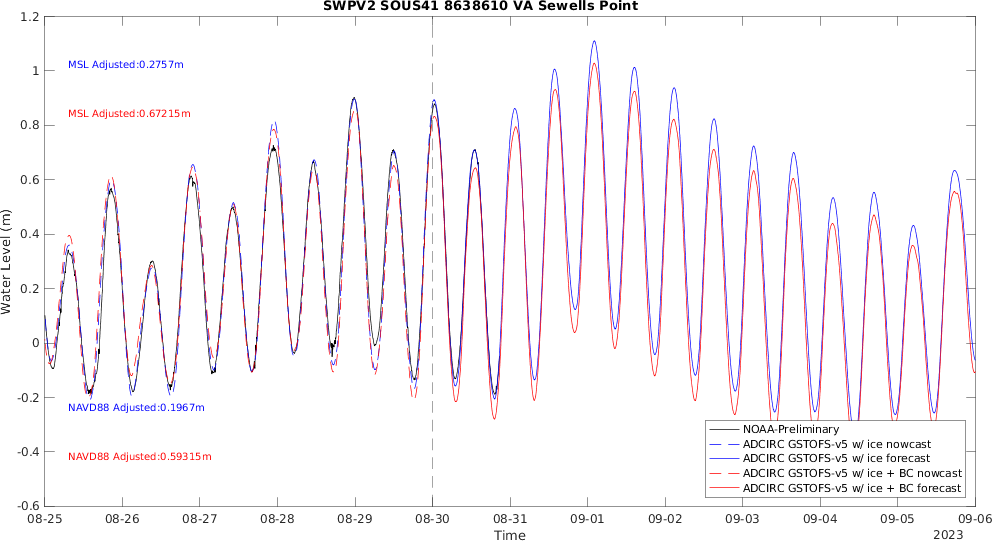 SWPV2 SOUS41 8638610 VA Sewells Point
1.2
1
0.8
0.6
0.4
0.2
0
-0.2
-0.4
-0.6
Water Level (m)
MSL Adjusted:0.2757m
MSL Adjusted:0.67215m
NAVD88 Adjusted:0.1967m
NAVD88 Adjusted:0.59315m
NOAA-Preliminary
ADCIRC GSTOFS-v5 w/ ice nowcast
ADCIRC GSTOFS-v5 w/ ice forecast
ADCIRC GSTOFS-v5 w/ ice + BC nowcast
ADCIRC GSTOFS-v5 w/ ice + BC forecast
08-25 08-26 08-27 08-28 08-29 08-30 08-31 09-01 09-02 09-03 09-04 09-05 09-06
Time
2023